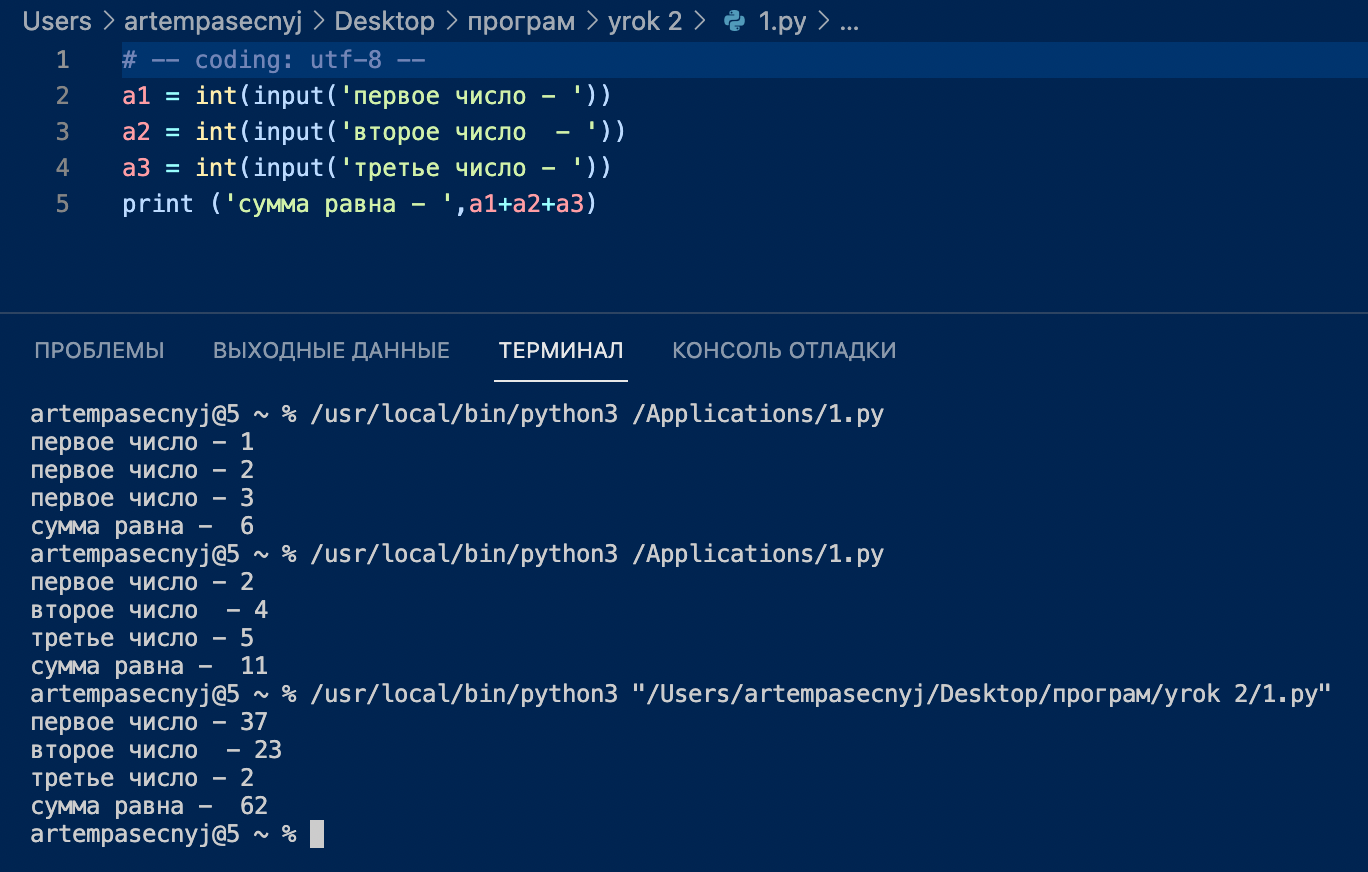 Users > artempasecnyj > Desktop > програм > yrok 2 > 1.py > ...
1 # -- coding: utf-8 --
2 a1 = int(input('первое число - '))
3 a2 = int(input('второе число  - '))
4 a3 = int(input('третье число - '))
5 print ('сумма равна - ',a1+a2+a3)
ПРОБЛЕМЫ ВЫХОДНЫЕ ДАННЫЕ ТЕРМИНАЛ КОНСОЛЬ ОТЛАДКИ
artempasecnyj@5 ~ % /usr/local/bin/python3 /Applications/1.py
первое число - 1
первое число - 2
первое число - 3
сумма равна -  6
artempasecnyj@5 ~ % /usr/local/bin/python3 /Applications/1.py
первое число - 2
второе число  - 4
третье число - 5
сумма равна -  11
artempasecnyj@5 ~ % /usr/local/bin/python3 "/Users/artempasecnyj/Desktop/програм/yrok 2/1.py"
первое число - 37
второе число  - 23
третье число - 2
сумма равна -  62
artempasecnyj@5 ~ %